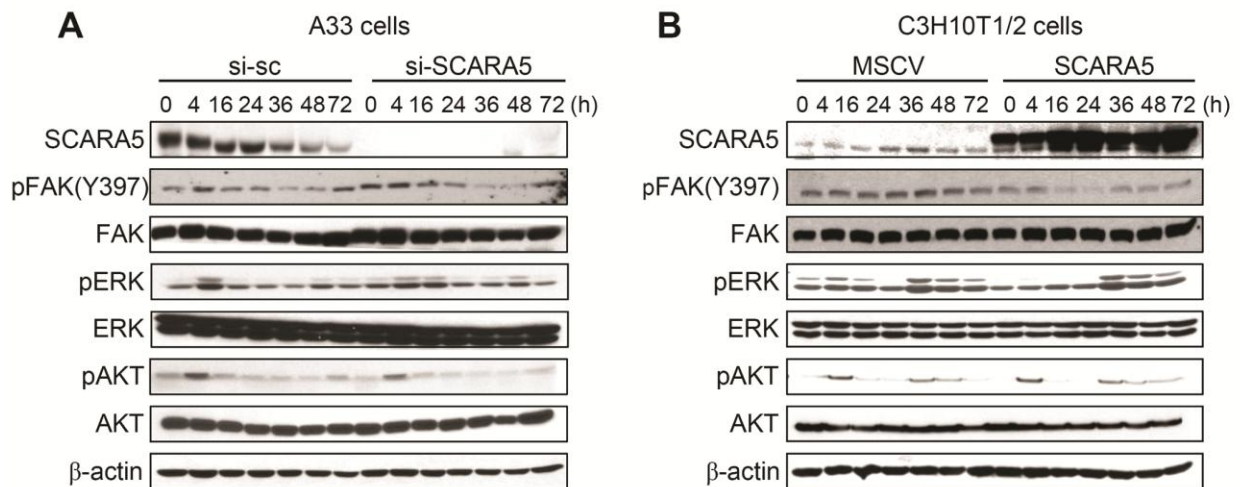 A
A33 cells
si-sc si-SCARA5
0 4 16 24 36 48 72 0 4 16 24 36 48 72 (h)
SCARA5
pFAK(Y397)
FAK
pERK
ERK
pAKT
AKT
β-actin
B
C3H10T1/2 cells
MSCV SCARA5
0 4 16 24 36 48 72 0 4 16 24 36 48 72 (h)
SCARA5
pFAK(Y397)
FAK
pERK
ERK
pAKT
AKT
β-actin